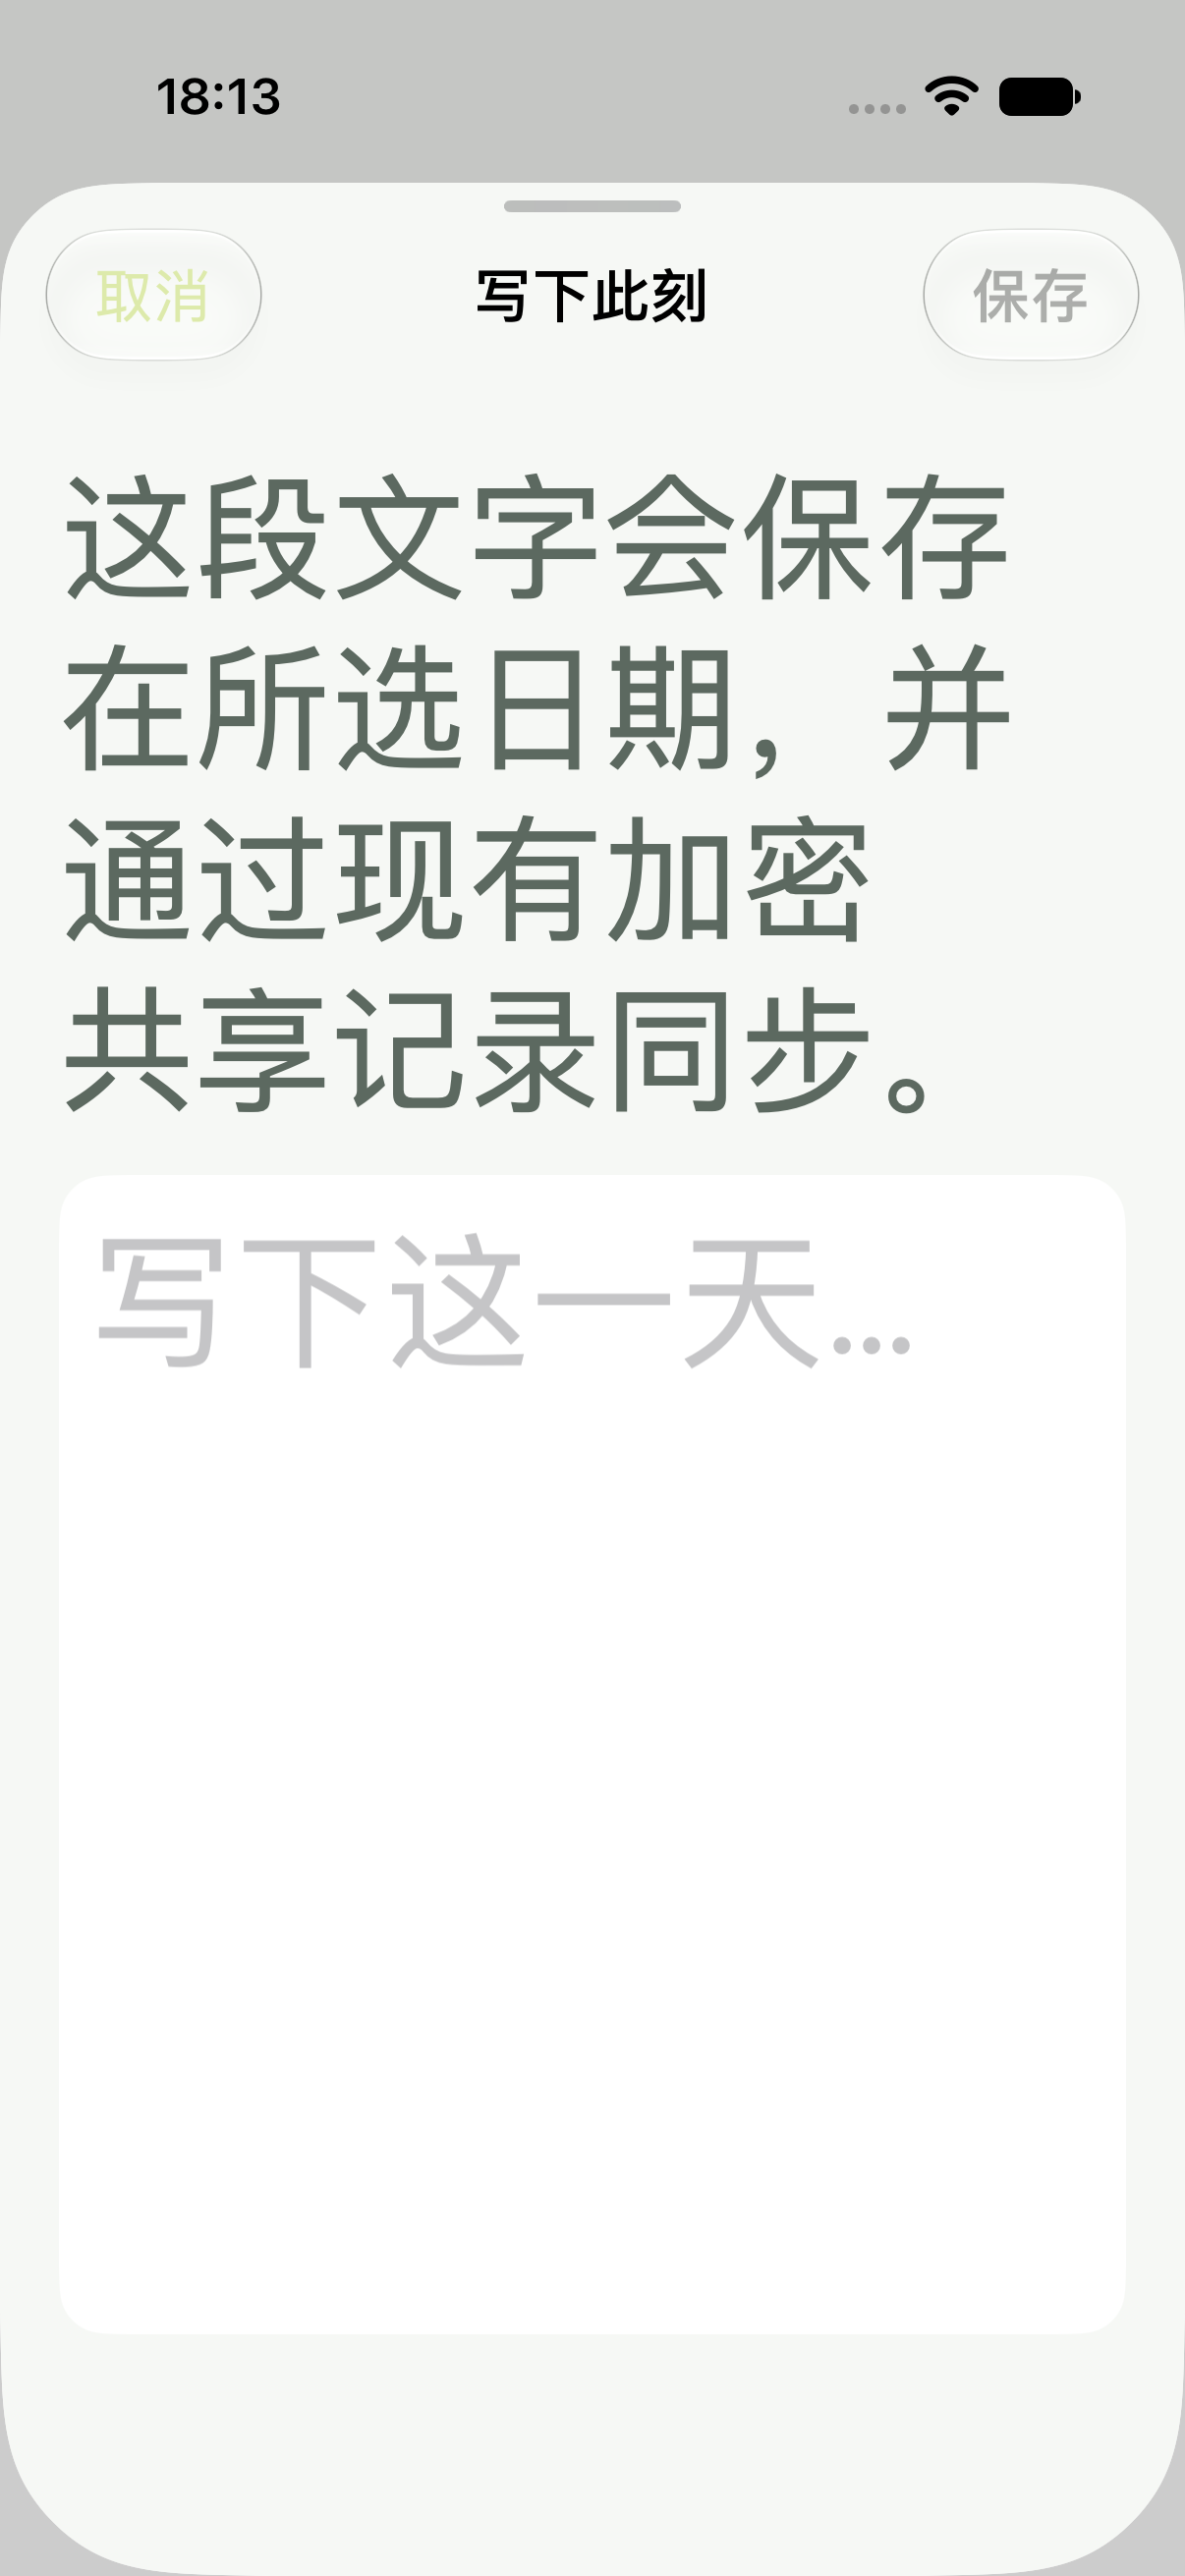 18:13
取消
写下此刻
保存
这段文字会保存
在所选日期，并
通过现有加密
共享记录同步。
写下这一天...